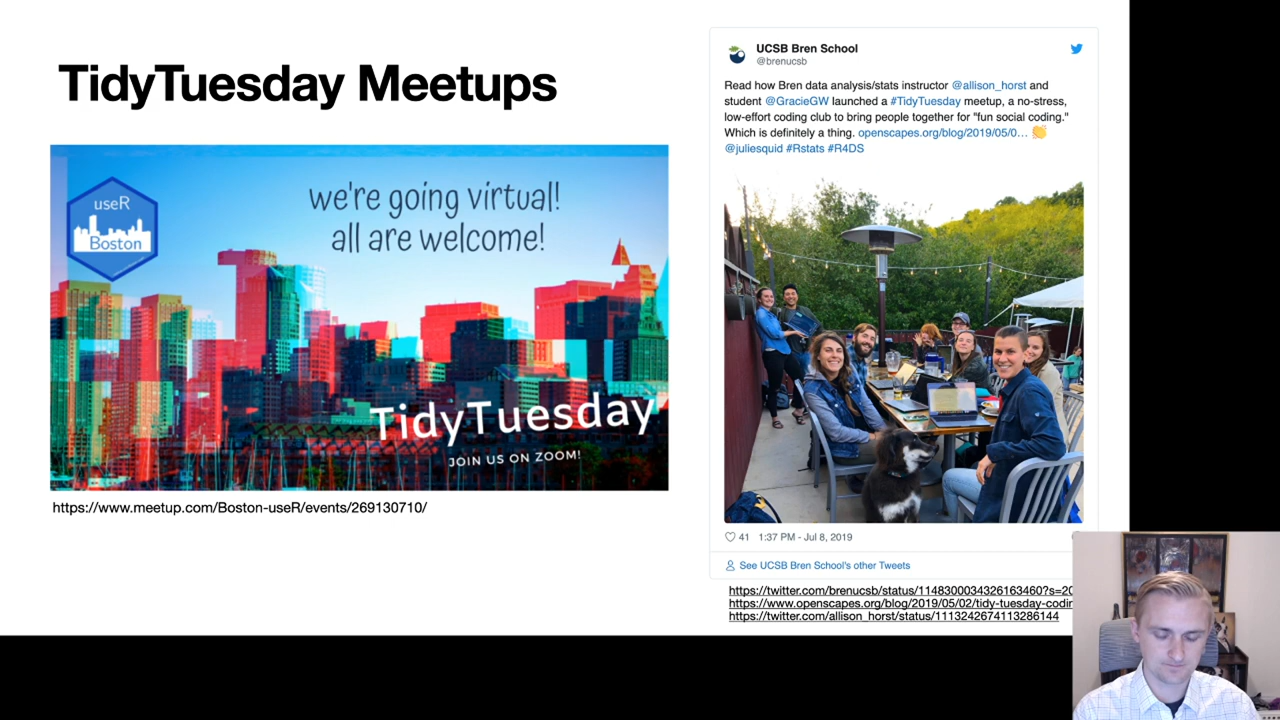 TidyTuesday Meetups
useR
Boston
we're going virtual!
all are welcome!
TidyTuesday
JOIN US ON ZOOM!
https://www.meetup.com/Boston-useR/events/269130710/
UCSB Bren School
@brenucsb
Read how Bren data analysis/stats instructor @allison_horst and
student @GracieGW launched a #TidyTuesday meetup, a no-stress,
low-effort coding club to bring people together for "fun social coding."
Which is definitely a thing. openscapes.org/blog/2019/05/0…
@juliesquid #Rstats #R4DS
41 1:37 PM - Jul 8, 2019
See UCSB Bren School's other Tweets
https://twitter.com/brenucsb/status/1148300034326163460?s=20
https://www.openscapes.org/blog/2019/05/02/tidy-tuesday-codin
https://twitter.com/allison_horst/status/1113242674113286144